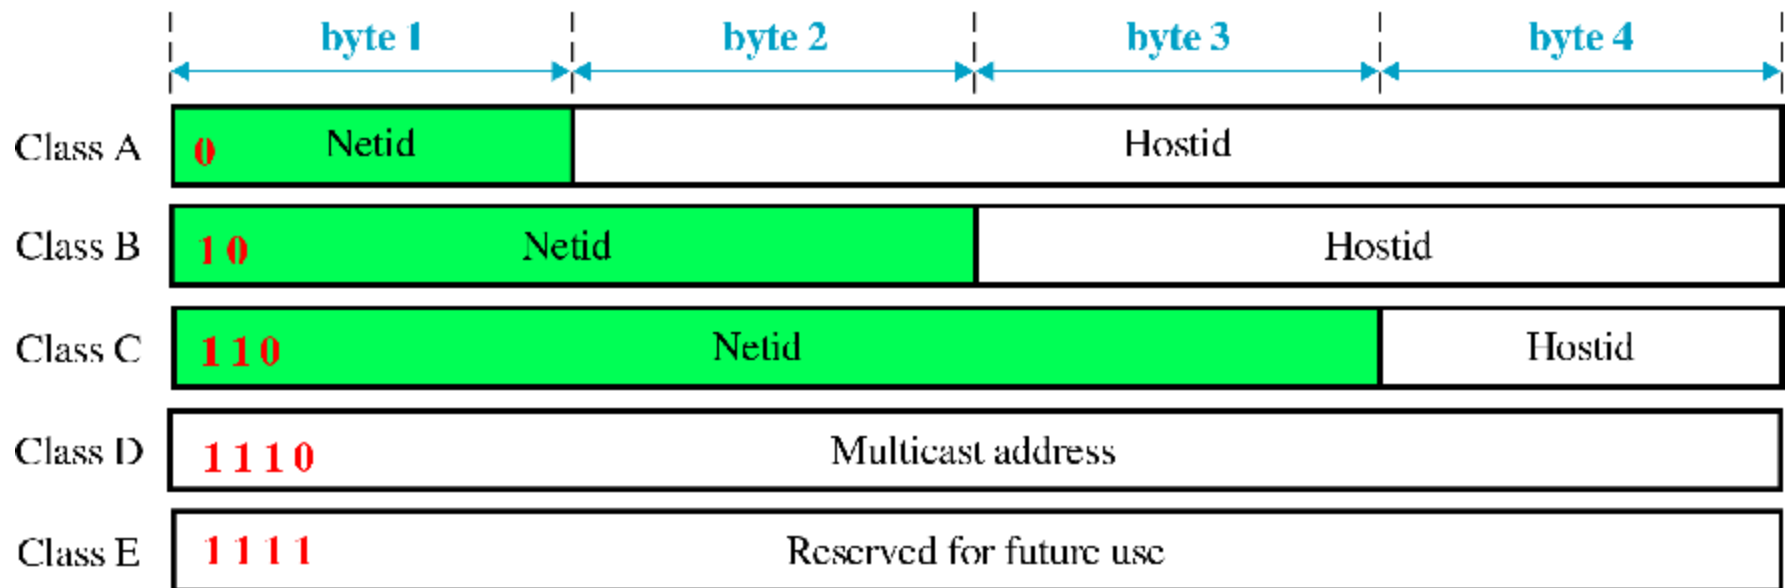 byte 1 byte 2 byte 3 byte 4
Class A 0 Netid Hostid
Class B 1 0 Netid Hostid
Class C 1 1 0 Netid Hostid
Class D 1 1 1 0 Multicast address
Class E 1 1 1 1 Reserved for future use